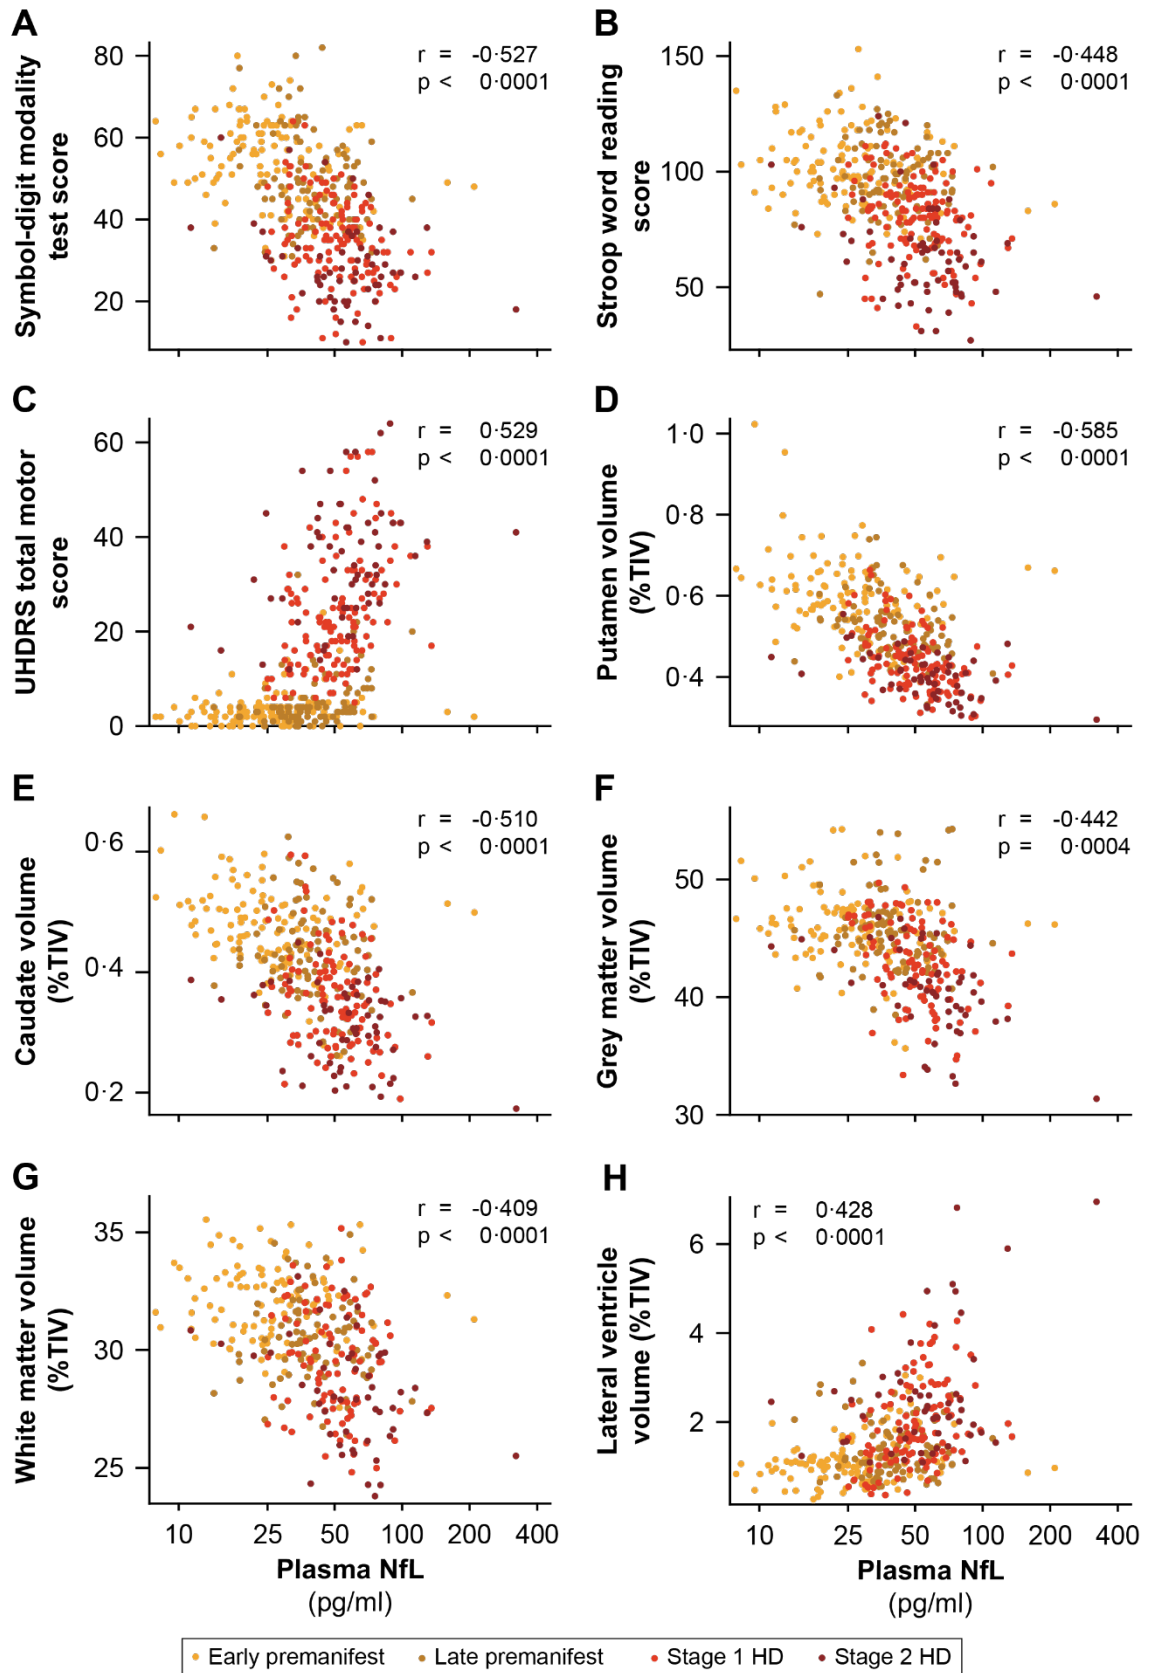 A
Symbol-digit modality
test score
80
60
40
20
r = -0·527
p < 0·0001
B
Stroop word reading
score
150
100
50
r = -0·448
p < 0·0001
C
UHDRS total motor
score
60
40
20
0
r = 0·529
p < 0·0001
D
Putamen volume
(%TIV)
1·0
0·8
0·6
0·4
r = -0·585
p < 0·0001
E
Caudate volume
(%TIV)
0·6
0·4
0·2
r = -0·510
p < 0·0001
F
Grey matter volume
(%TIV)
50
40
30
r = -0·442
p = 0·0004
G
White matter volume
(%TIV)
35
30
25
r = -0·409
p < 0·0001
10 25 50 100 200 400
Plasma NfL
(pg/ml)
H
Lateral ventricle
volume (%TIV)
6
4
2
r = 0·428
p < 0·0001
10 25 50 100 200 400
Plasma NfL
(pg/ml)
Early premanifest Late premanifest Stage 1 HD Stage 2 HD